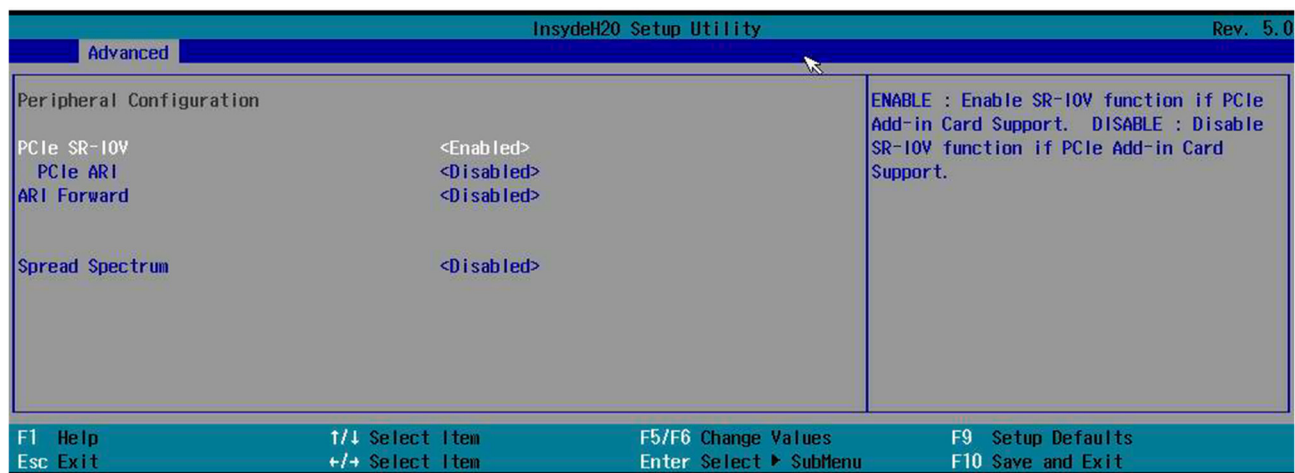 InsydeH20 Setup Utility Rev. 5.0
Advanced
Peripheral Configuration
PCIe SR-IOV <Enabled>
PCIe ARI <Disabled>
ARI Forward <Disabled>
Spread Spectrum <Disabled>
ENABLE : Enable SR-IOV function if PCIe
Add-in Card Support. DISABLE : Disable
SR-IOV function if PCIe Add-in Card
Support.
F1 Help ↑/↓ Select Item F5/F6 Change Values F9 Setup Defaults
Esc Exit ←/→ Select Item Enter Select ▶ SubMenu F10 Save and Exit